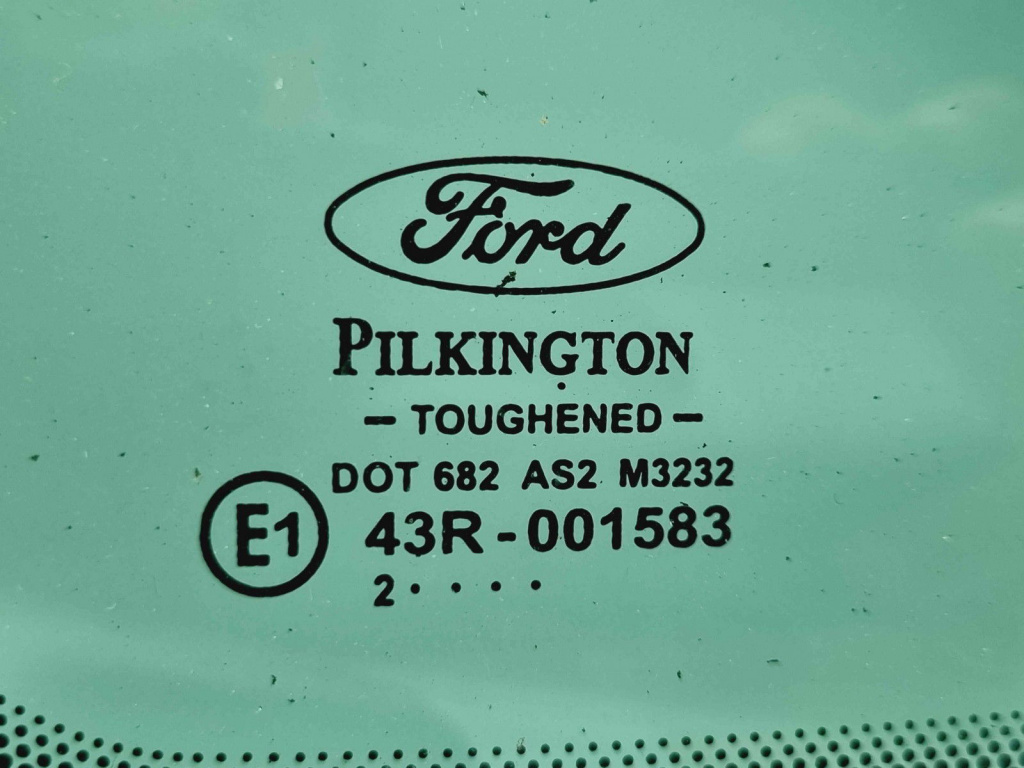 Ford
PILKINGTON
- TOUGHENED -
DOT 682 AS2 M3232
E1
43R-001583
2 • • • •